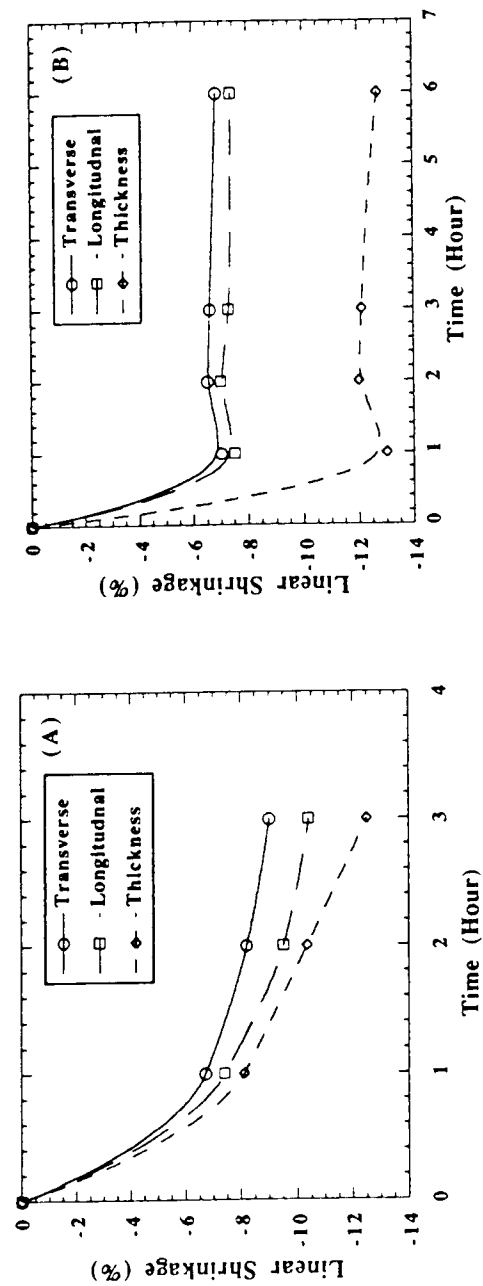 (A)
Transverse
Longitudnal
Thickness
Linear Shrinkage (%)
0
-2
-4
-6
-8
-10
-12
-14
0
1
2
3
4
Time (Hour)
(B)
Transverse
Longitudnal
Thickness
Linear Shrinkage (%)
0
-2
-4
-6
-8
-10
-12
-14
0
1
2
3
4
5
6
7
Time (Hour)